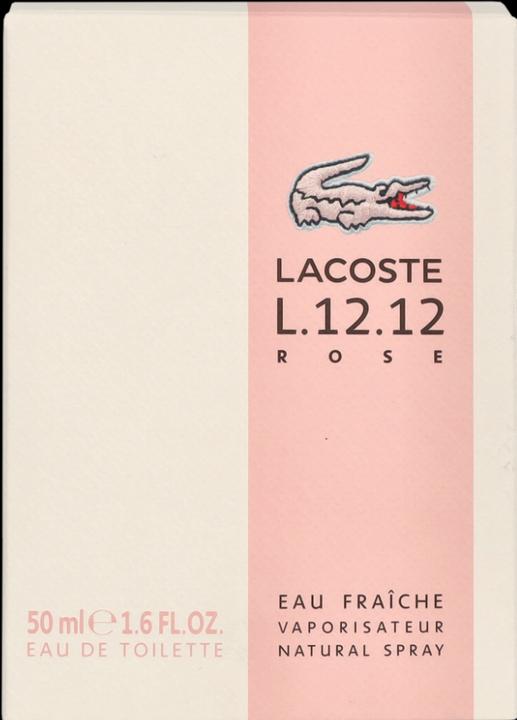 LACOSTE
L.12.12
ROSE
EAU FRAÎCHE
VAPORISATEUR
NATURAL SPRAY
50 ml ℮ 1.6 FL.OZ.
EAU DE TOILETTE